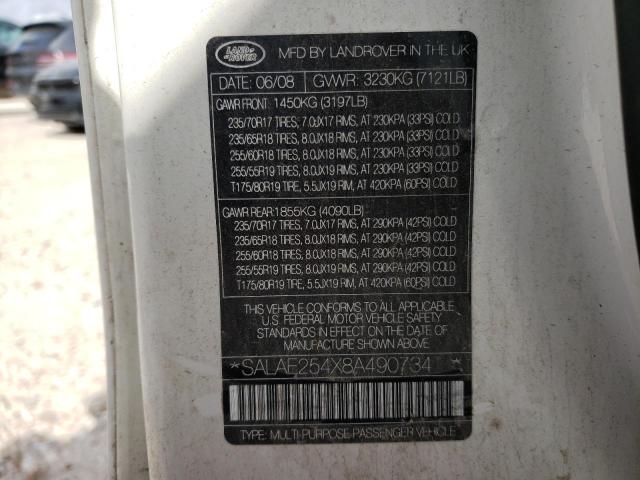 LAND ROVER
MFD BY LANDROVER IN THE UK
DATE: 06/08 GVWR: 3230KG (7121LB)
GAWR FRONT: 1450KG (3197LB)
235/70R17 TIRES, 7.0JX17 RIMS, AT 230KPA (33PSI) COLD
235/65R18 TIRES, 8.0JX18 RIMS, AT 230KPA (33PSI) COLD
255/60R18 TIRES, 8.0JX18 RIMS, AT 230KPA (33PSI) COLD
255/55R19 TIRES, 8.0JX19 RIMS, AT 230KPA (33PSI) COLD
T175/80R19 TIRE, 5.5JX19 RIM, AT 420KPA (60PSI) COLD
GAWR REAR: 1855KG (4090LB)
235/70R17 TIRES, 7.0JX17 RIMS, AT 290KPA (42PSI) COLD
235/65R18 TIRES, 8.0JX18 RIMS, AT 290KPA (42PSI) COLD
255/60R18 TIRES, 8.0JX18 RIMS, AT 290KPA (42PSI) COLD
255/55R19 TIRES, 8.0JX19 RIMS, AT 290KPA (42PSI) COLD
T175/80R19 TIRE, 5.5JX19 RIM, AT 420KPA (60PSI) COLD
THIS VEHICLE CONFORMS TO ALL APPLICABLE
U.S. FEDERAL MOTOR VEHICLE SAFETY
STANDARDS IN EFFECT ON THE DATE OF
MANUFACTURE SHOWN ABOVE
*SALAE254X8A490734*
TYPE: MULTI-PURPOSE PASSENGER VEHICLE